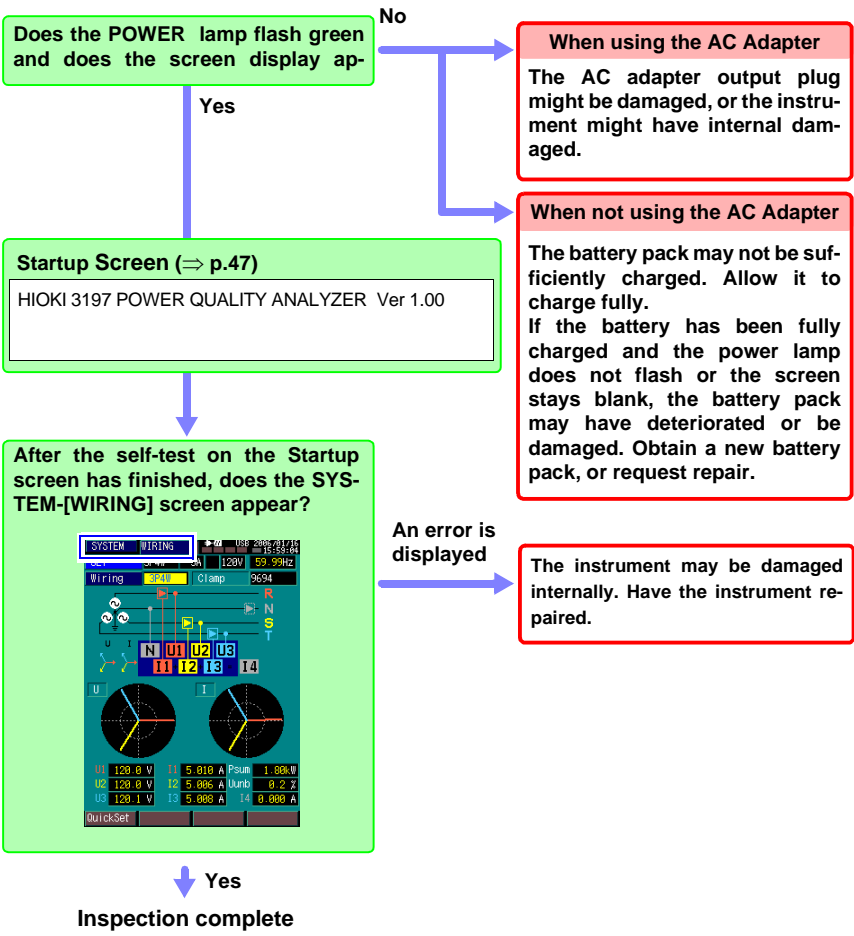 Does the POWER lamp flash green
and does the screen display ap-
No
Yes
When using the AC Adapter
The AC adapter output plug
might be damaged, or the instru-
ment might have internal dam-
aged.
When not using the AC Adapter
The battery pack may not be suf-
ficiently charged. Allow it to
charge fully.
If the battery has been fully
charged and the power lamp
does not flash or the screen
stays blank, the battery pack
may have deteriorated or be
damaged. Obtain a new battery
pack, or request repair.
Startup Screen (⇒ p.47)
HIOKI 3197 POWER QUALITY ANALYZER Ver 1.00
After the self-test on the Startup
screen has finished, does the SYS-
TEM-[WIRING] screen appear?
An error is
displayed
The instrument may be damaged
internally. Have the instrument re-
paired.
SYSTEM WIRING USB 2006/01/16
15:59:04
120V 59.99Hz
Wiring 3P4W Clamp 9694
R
N
S
T
U I
N U1 U2 U3
I1 I2 I3 I4
U I
U1 120.0 V I1 5.010 A Psum 1.80kW
U2 120.0 V I2 5.006 A Uunb 0.2 %
U3 120.1 V I3 5.008 A I4 0.000 A
QuickSet
Yes
Inspection complete